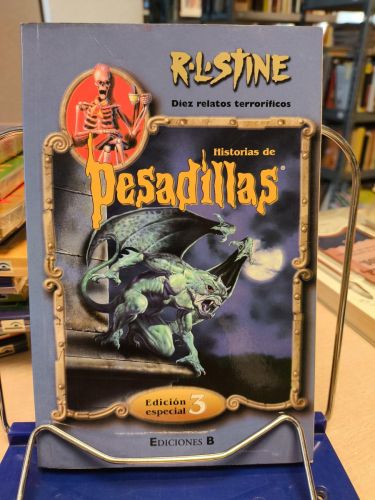 R.L. STINE
Diez relatos terroríficos
Historias de
Pesadillas®
Edición
especial 3
EDICIONES B